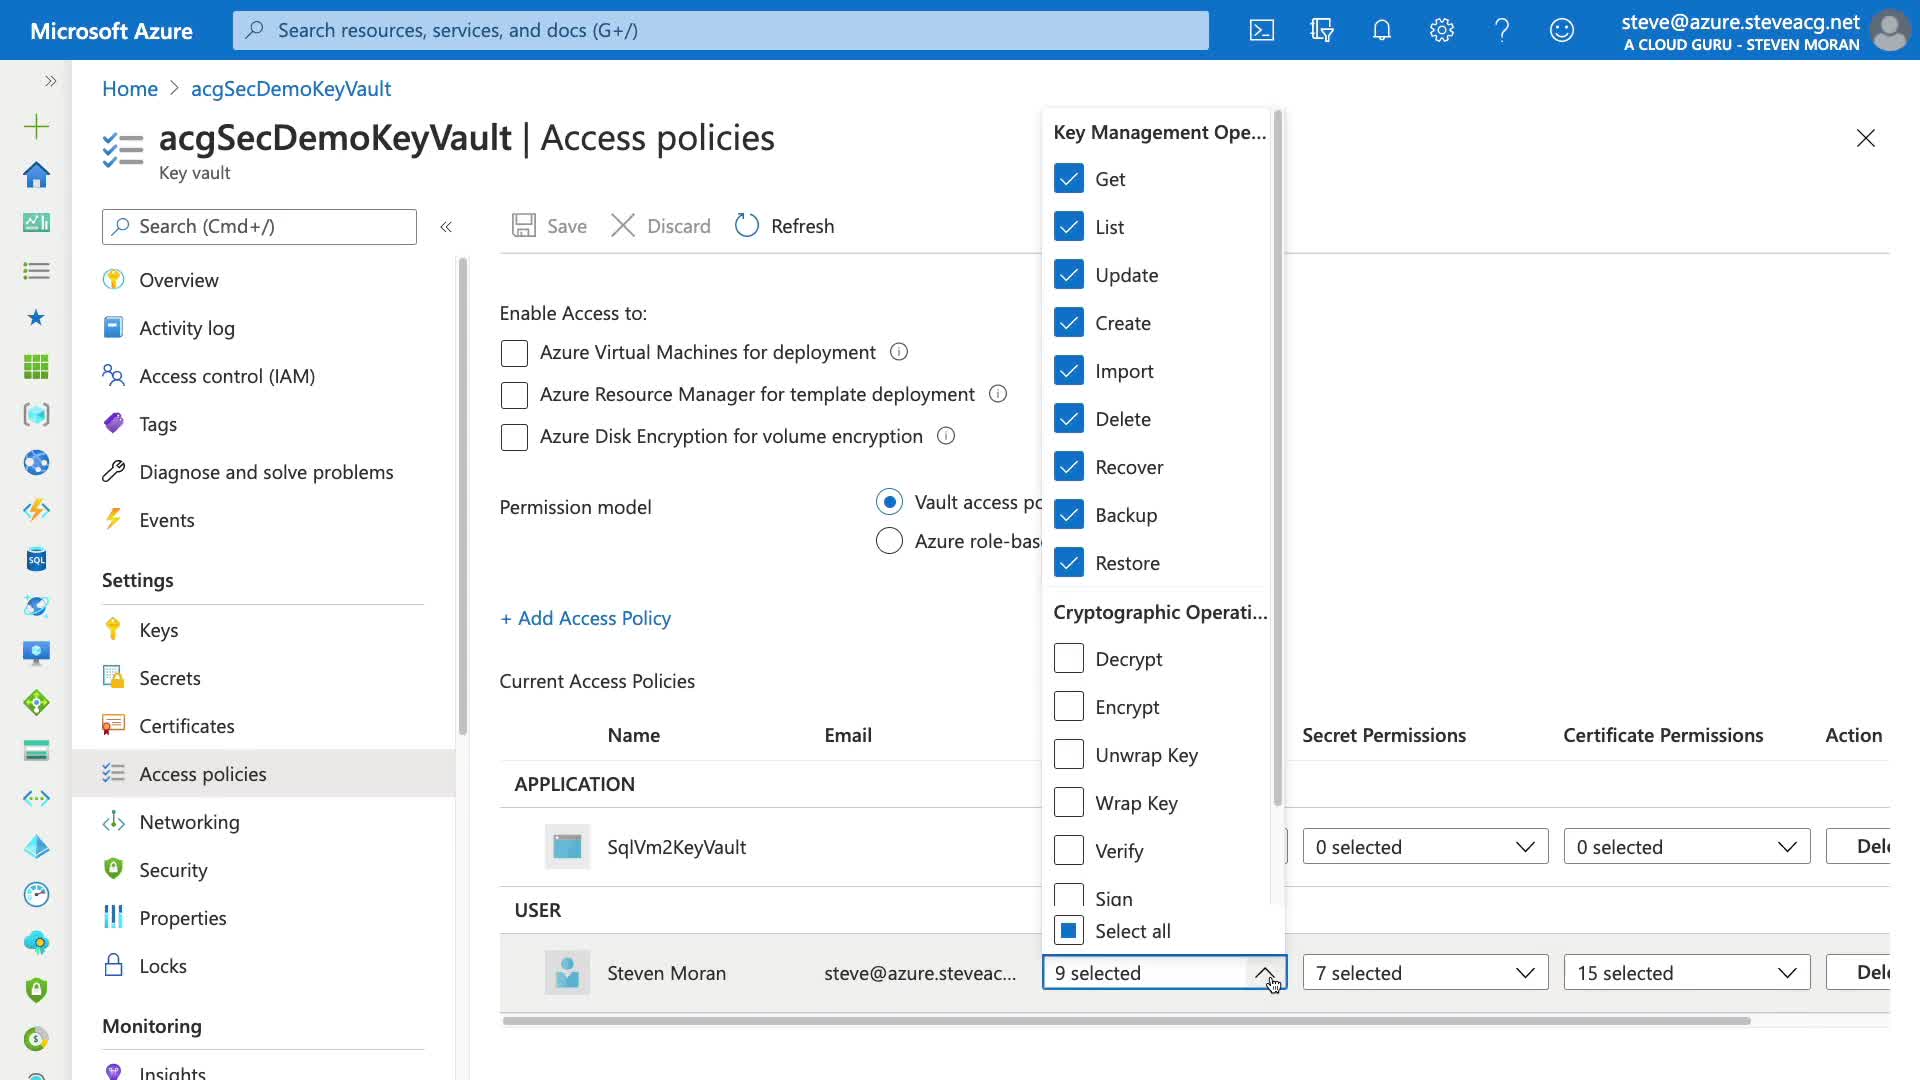 Microsoft Azure
Search resources, services, and docs (G+/)
steve@azure.steveacg.net
A CLOUD GURU - STEVEN MORAN
Home > acgSecDemoKeyVault
acgSecDemoKeyVault | Access policies
Key vault
Search (Cmd+/)
Overview
Activity log
Access control (IAM)
Tags
Diagnose and solve problems
Events
Settings
Keys
Secrets
Certificates
Access policies
Networking
Security
Properties
Locks
Monitoring
Insights
Save
Discard
Refresh
Enable Access to:
Azure Virtual Machines for deployment
Azure Resource Manager for template deployment
Azure Disk Encryption for volume encryption
Permission model
Vault access po
Azure role-bas
+ Add Access Policy
Current Access Policies
Name Email Secret Permissions Certificate Permissions Action
APPLICATION
SqlVm2KeyVault 0 selected 0 selected Dele
USER
Steven Moran steve@azure.steveac... 9 selected 7 selected 15 selected Dele
Key Management Ope...
Get
List
Update
Create
Import
Delete
Recover
Backup
Restore
Cryptographic Operati...
Decrypt
Encrypt
Unwrap Key
Wrap Key
Verify
Sign
Select all
SQL